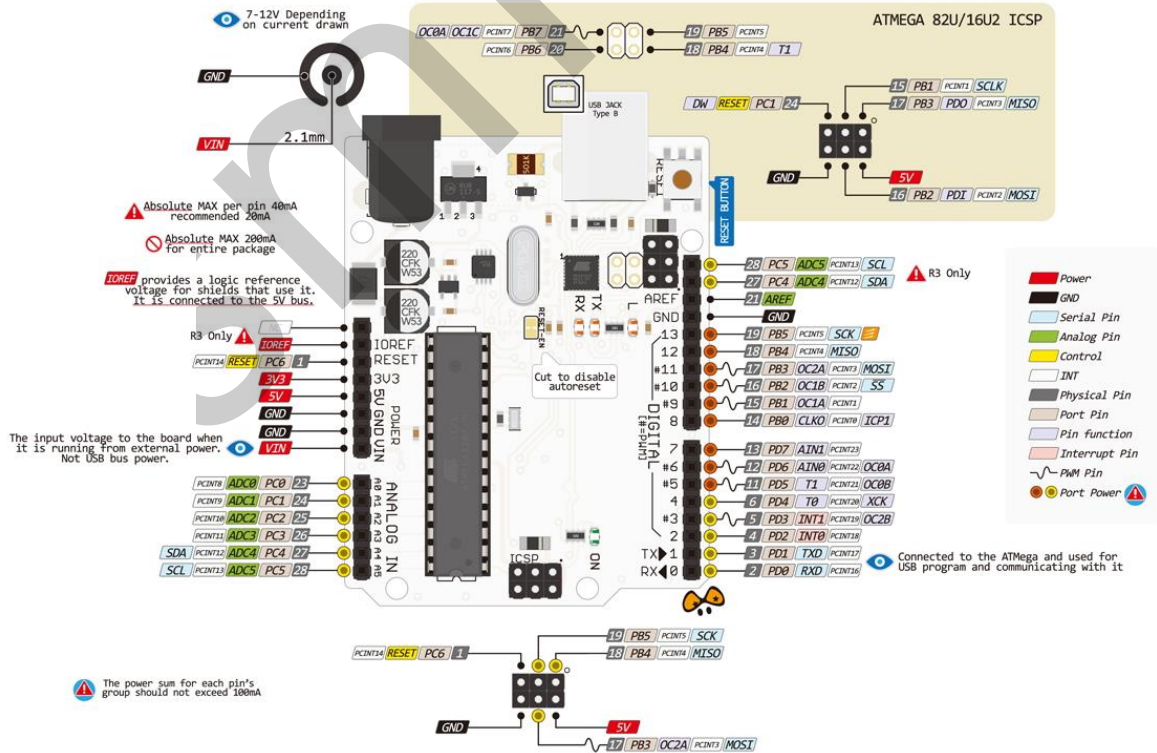 7-12V Depending
on current drawn
GND
VIN
2.1mm
ATMEGA 82U/16U2 ICSP
OC0A OC1C PCINT7 PB7 21
PCINT6 PB6 20
19 PB5 PCINT5
18 PB4 PCINT4 T1
15 PB1 PCINT1 SCLK
17 PB3 PDO PCINT3 MISO
DW RESET PC1 24
GND
5V
16 PB2 PDI PCINT2 MOSI
USB JACK
Type B
RESET BUTTON
501K
4
1 2 3
Absolute MAX per pin 40mA
recommended 20mA
Absolute MAX 200mA
for entire package
IOREF provides a logic reference
voltage for shields that use it.
It is connected to the 5V bus.
220
CFK
W53
220
CFK
W53
R3 Only
IOREF
PCINT14 RESET PC6 1
3V3
5V
GND
GND
VIN
The input voltage to the board when
it is running from external power.
Not USB bus power.
IOREF
RESET
3V3
5V
GND
VIN
POWER
PCINT8 ADC0 PC0 23
PCINT9 ADC1 PC1 24
PCINT10 ADC2 PC2 25
PCINT11 ADC3 PC3 26
SDA PCINT12 ADC4 PC4 27
SCL PCINT13 ADC5 PC5 28
A0
A1
A2
A3
A4
A5
ANALOG IN
1
TX
RX
L
RESET-EN
Cut to disable
autoreset
ICSP
ON
AREF
GND
13
12
#11
#10
#9
8
DIGITAL
[#=PWM]
7
#6
#5
4
#3
2
TX 1
RX 0
28 PC5 ADC5 PCINT13 SCL
27 PC4 ADC4 PCINT12 SDA
R3 Only
21 AREF
GND
19 PB5 PCINT5 SCK
18 PB4 PCINT4 MISO
17 PB3 OC2A PCINT3 MOSI
16 PB2 OC1B PCINT2 SS
15 PB1 OC1A PCINT1
14 PB0 CLKO PCINT0 ICP1
13 PD7 AIN1 PCINT23
12 PD6 AIN0 PCINT22 OC0A
11 PD5 T1 PCINT21 OC0B
6 PD4 T0 PCINT20 XCK
5 PD3 INT1 PCINT19 OC2B
4 PD2 INT0 PCINT18
3 PD1 TXD PCINT17
2 PD0 RXD PCINT16
Connected to the ATMega and used for
USB program and communicating with it
Power
GND
Serial Pin
Analog Pin
Control
INT
Physical Pin
Port Pin
Pin function
Interrupt Pin
PWM Pin
Port Power
19 PB5 PCINT5 SCK
18 PB4 PCINT4 MISO
PCINT14 RESET PC6 1
GND
5V
17 PB3 OC2A PCINT3 MOSI
The power sum for each pin's
group should not exceed 100mA